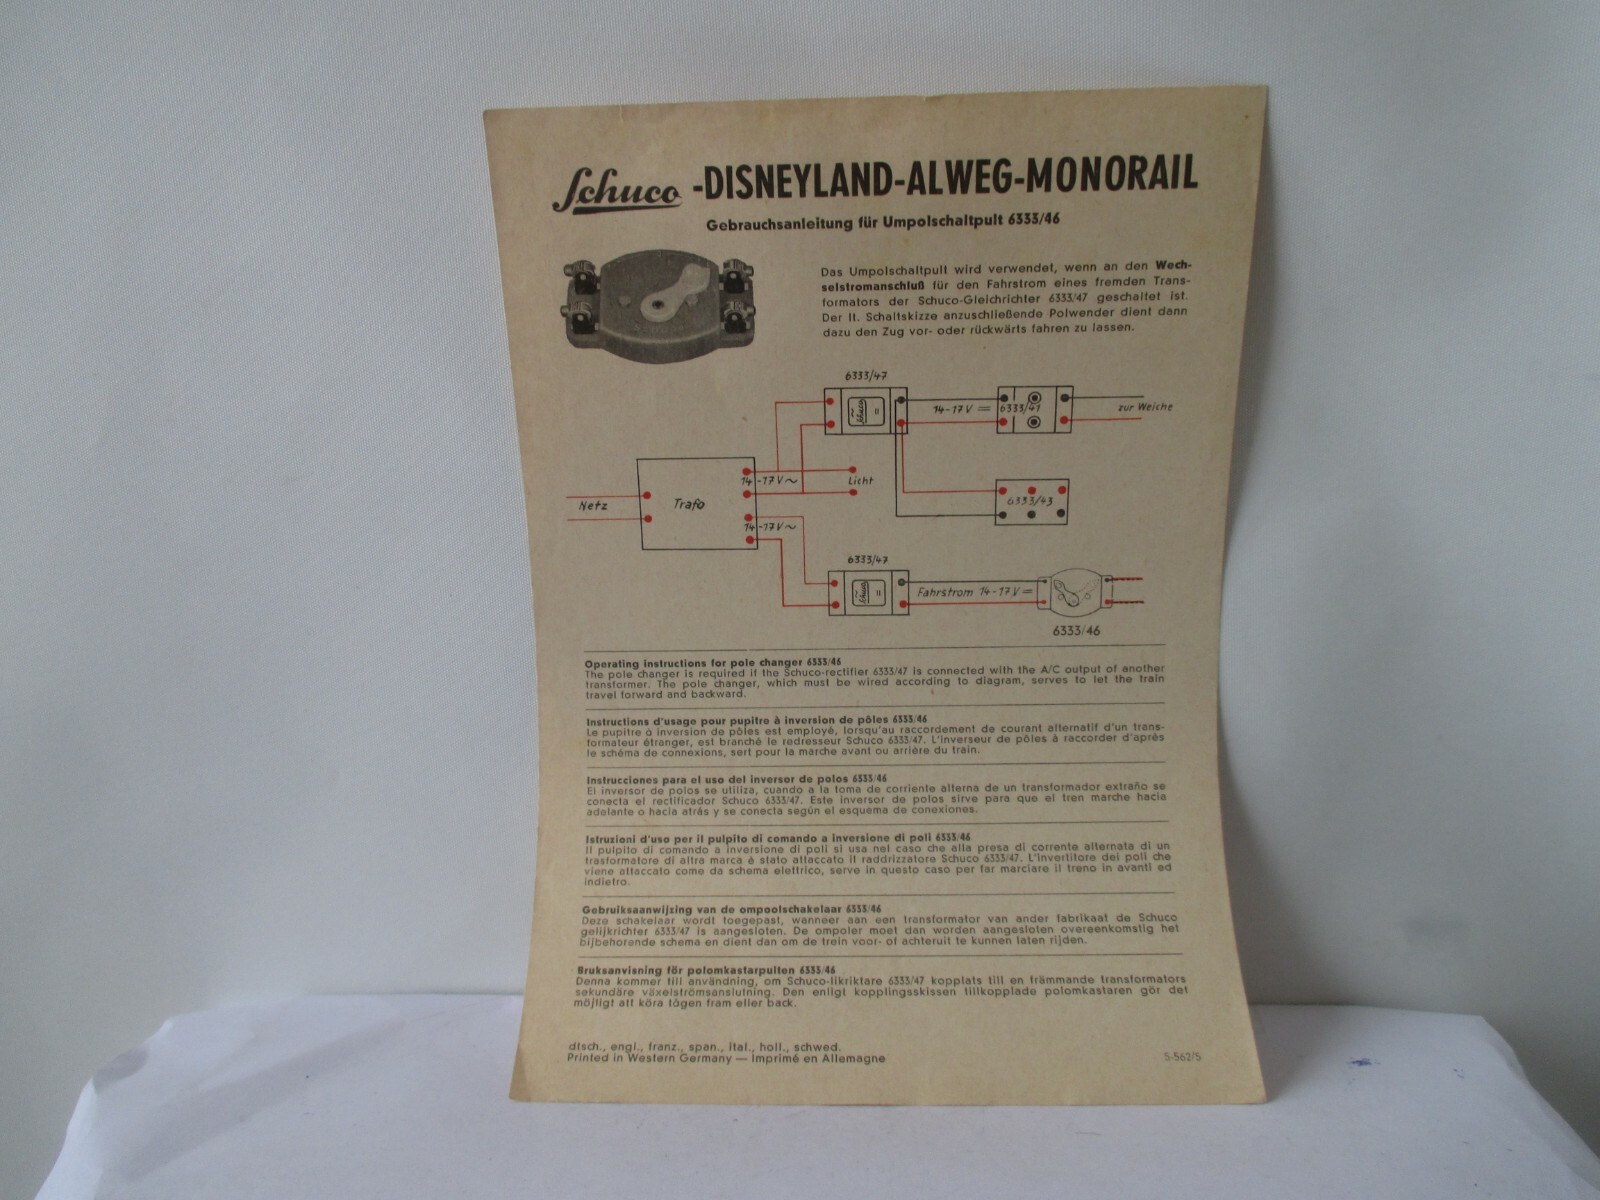 Schuco -DISNEYLAND-ALWEG-MONORAIL
Gebrauchsanleitung für Umpolschaltpult 6333/46
Das Umpolschaltpult wird verwendet, wenn an den Wech-
selstromanschluß für den Fahrstrom eines fremden Trans-
formators der Schuco-Gleichrichter 6333/47 geschaltet ist.
Der lt. Schaltskizze anzuschließende Polwender dient dann
dazu den Zug vor- oder rückwärts fahren zu lassen.
6333/47
Schuco
~ =
14-17V =
6333/41
zur Weiche
Netz
Trafo
14-17V~
Licht
6333/43
14-17V~
6333/47
Schuco
~ =
Fahrstrom 14-17V=
6333/46
Operating instructions for pole changer 6333/46
The pole changer is required if the Schuco-rectifier 6333/47 is connected with the A/C output of another
transformer. The pole changer, which must be wired according to diagram, serves to let the train
travel forward and backward.
Instructions d'usage pour pupitre à inversion de pôles 6333/46
Le pupitre à inversion de pôles est employé, lorsqu'au raccordement de courant alternatif d'un trans-
formateur étranger, est branché le redresseur Schuco 6333/47. L'inverseur de pôles à raccorder d'après
le schéma de connexions, sert pour la marche avant ou arrière du train.
Instrucciones para el uso del inversor de polos 6333/46
El inversor de polos se utiliza, cuando a la toma de corriente alterna de un transformador extraño se
conecta el rectificador Schuco 6333/47. Este inversor de polos sirve para que el tren marche hacia
adelante o hacia atrás y se conecta según el esquema de conexiones.
Istruzioni d'uso per il pulpito di comando a inversione di poli 6333/46
Il pulpito di comando a inversione di poli si usa nel caso che alla presa di corrente alternata di un
trasformatore di altra marca è stato attaccato il raddrizzatore Schuco 6333/47. L'invertitore dei poli che
viene attaccato come da schema elettrico, serve in questo caso per far marciare il treno in avanti ed
indietro.
Gebruiksaanwijzing van de ompoolschakelaar 6333/46
Deze schakelaar wordt toegepast, wanneer aan een transformator van ander fabrikaat de Schuco
gelijkrichter 6333/47 is aangesloten. De ompoler moet dan worden aangesloten overeenkomstig het
bijbehorende schema en dient dan om de trein voor- of achteruit te kunnen laten rijden.
Bruksanvisning för polomkastarpulten 6333/46
Denna kommer till användning, om Schuco-likriktare 6333/47 kopplats till en främmande transformators
sekundäre växelströmsanslutning. Den enligt kopplingsskissen tillkopplade polomkastaren gör det
möjligt att köra tågen fram eller back.
dtsch., engl., franz., span., ital., holl., schwed.
Printed in Western Germany — Imprimé en Allemagne
S-562/5